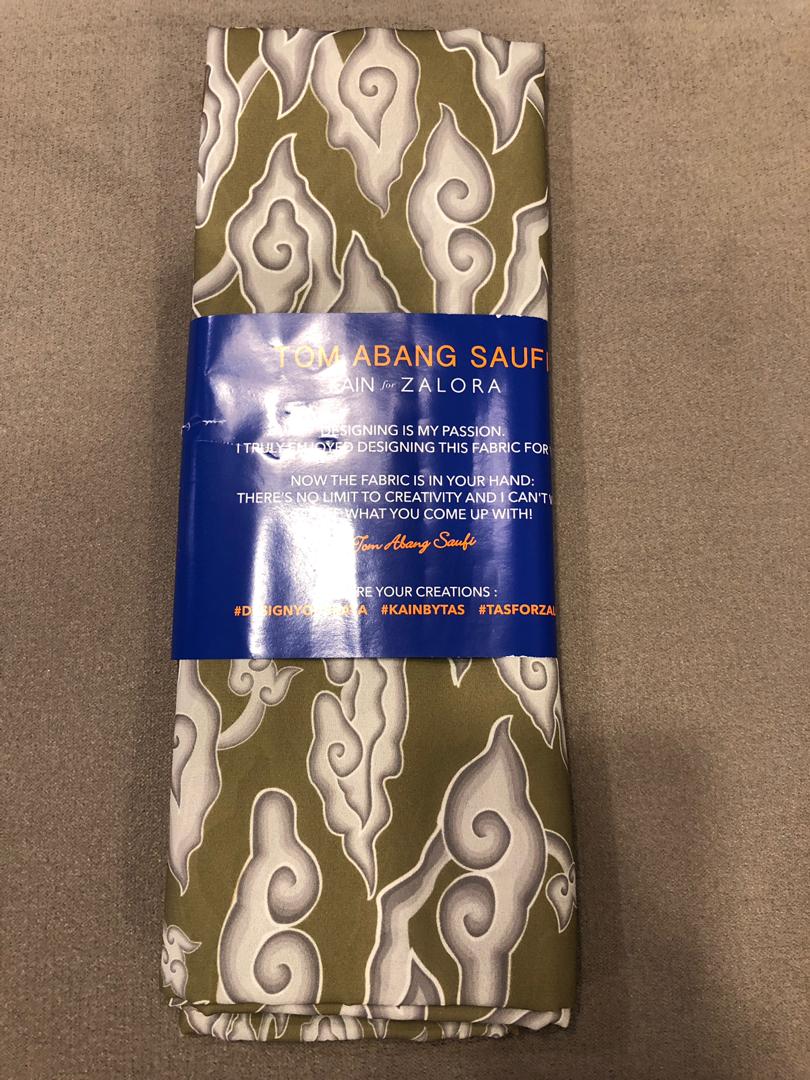 TOM ABANG SAUFI
KAIN for ZALORA
DESIGNING IS MY PASSION.
I TRULY ENJOYED DESIGNING THIS FABRIC FOR
NOW THE FABRIC IS IN YOUR HAND:
THERE'S NO LIMIT TO CREATIVITY AND I CAN'T
WHAT YOU COME UP WITH!
Tom Abang Saufi
YOUR CREATIONS :
#KAINBYTAS